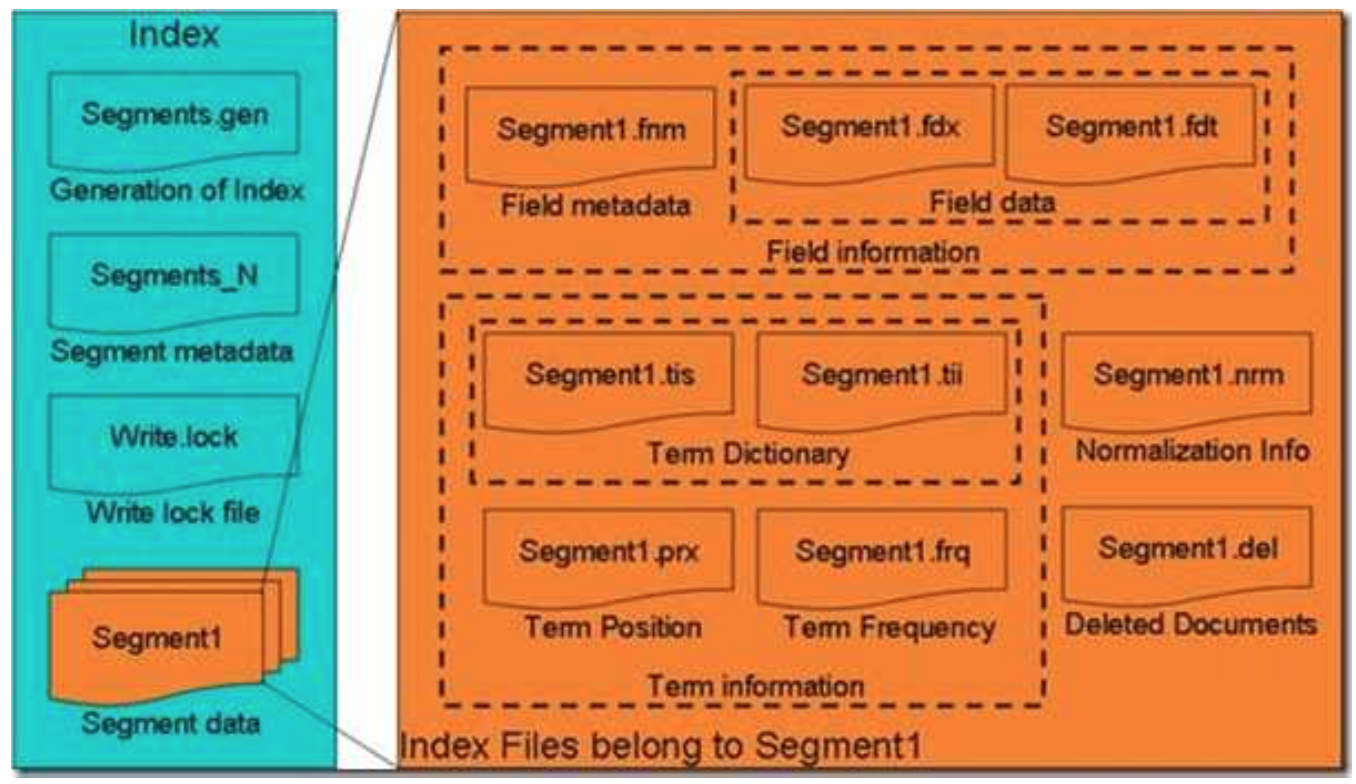 Index
Segments.gen
Generation of Index
Segments_N
Segment metadata
Write.lock
Write lock file
Segment1
Segment data
Segment1.fnm
Field metadata
Segment1.fdx
Segment1.fdt
Field data
Field information
Segment1.tis
Segment1.tii
Term Dictionary
Segment1.prx
Term Position
Segment1.frq
Term Frequency
Term information
Segment1.nrm
Normalization Info
Segment1.del
Deleted Documents
Index Files belong to Segment1